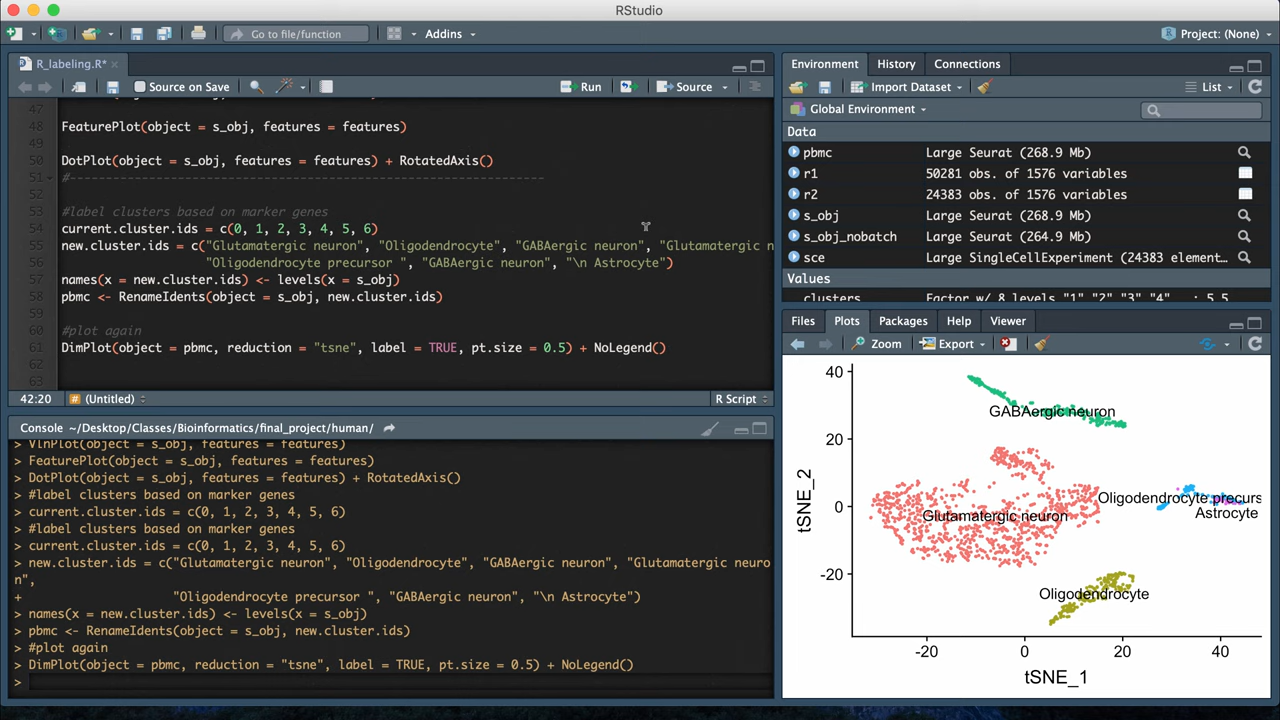 RStudio
Go to file/function
Addins
Project: (None)
R_labeling.R*
Source on Save
Run
Source
47
48 FeaturePlot(object = s_obj, features = features)
49
50 DotPlot(object = s_obj, features = features) + RotatedAxis()
51 #----------------------------------------------------------------
52
53 #label clusters based on marker genes
54 current.cluster.ids = c(0, 1, 2, 3, 4, 5, 6)
55 new.cluster.ids = c("Glutamatergic neuron", "Oligodendrocyte", "GABAergic neuron", "Glutamatergic n
56 "Oligodendrocyte precursor ", "GABAergic neuron", "\n Astrocyte")
57 names(x = new.cluster.ids) <- levels(x = s_obj)
58 pbmc <- RenameIdents(object = s_obj, new.cluster.ids)
59
60 #plot again
61 DimPlot(object = pbmc, reduction = "tsne", label = TRUE, pt.size = 0.5) + NoLegend()
62
63
42:20 # (Untitled) R Script
Console ~/Desktop/Classes/Bioinformatics/final_project/human/
> VlnPlot(object = s_obj, features = features)
> FeaturePlot(object = s_obj, features = features)
> DotPlot(object = s_obj, features = features) + RotatedAxis()
> #label clusters based on marker genes
> current.cluster.ids = c(0, 1, 2, 3, 4, 5, 6)
> #label clusters based on marker genes
> current.cluster.ids = c(0, 1, 2, 3, 4, 5, 6)
> new.cluster.ids = c("Glutamatergic neuron", "Oligodendrocyte", "GABAergic neuron", "Glutamatergic neuro
n",
+ "Oligodendrocyte precursor ", "GABAergic neuron", "\n Astrocyte")
> names(x = new.cluster.ids) <- levels(x = s_obj)
> pbmc <- RenameIdents(object = s_obj, new.cluster.ids)
> #plot again
> DimPlot(object = pbmc, reduction = "tsne", label = TRUE, pt.size = 0.5) + NoLegend()
>
Environment History Connections
Import Dataset List
Global Environment
Data
pbmc Large Seurat (268.9 Mb)
r1 50281 obs. of 1576 variables
r2 24383 obs. of 1576 variables
s_obj Large Seurat (268.9 Mb)
s_obj_nobatch Large Seurat (264.9 Mb)
sce Large SingleCellExperiment (24383 element…
Values
clusters Factor w/ 8 levels "1" "2" "3" "4" : 5 5
Files Plots Packages Help Viewer
Zoom Export
40
GABAergic neuron
20
tSNE_2
Oligodendrocyte precurs
0
Astrocyte
Glutamatergic neuron
-20
Oligodendrocyte
-20 0 20 40
tSNE_1